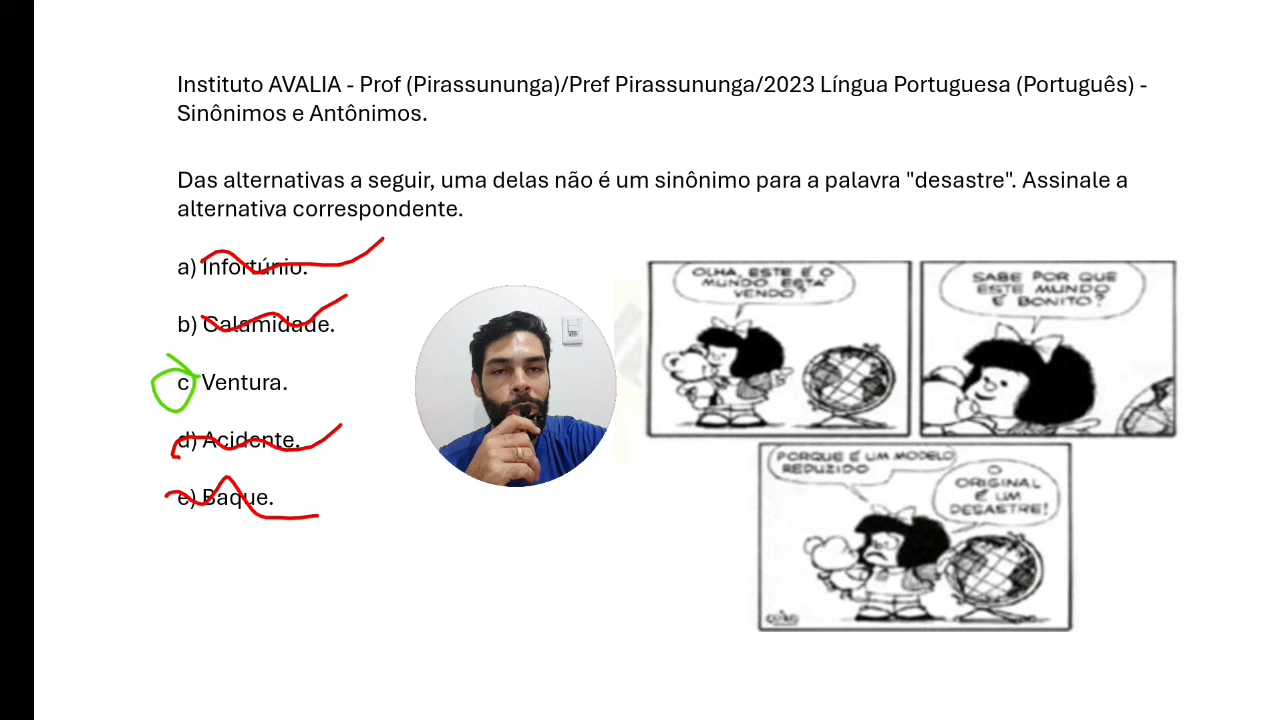 Instituto AVALIA - Prof (Pirassununga)/Pref Pirassununga/2023 Língua Portuguesa (Português) -
Sinônimos e Antônimos.
Das alternativas a seguir, uma delas não é um sinônimo para a palavra "desastre". Assinale a
alternativa correspondente.
a) Infortúnio.
b) Calamidade.
c) Ventura.
d) Acidente.
e) Baque.
OLHA, ESTE É O
MUNDO. ESTÁ
VENDO?
SABE POR QUE
ESTE MUNDO
É BONITO?
PORQUE É UM MODELO
REDUZIDO
O
ORIGINAL
É UM
DESASTRE!